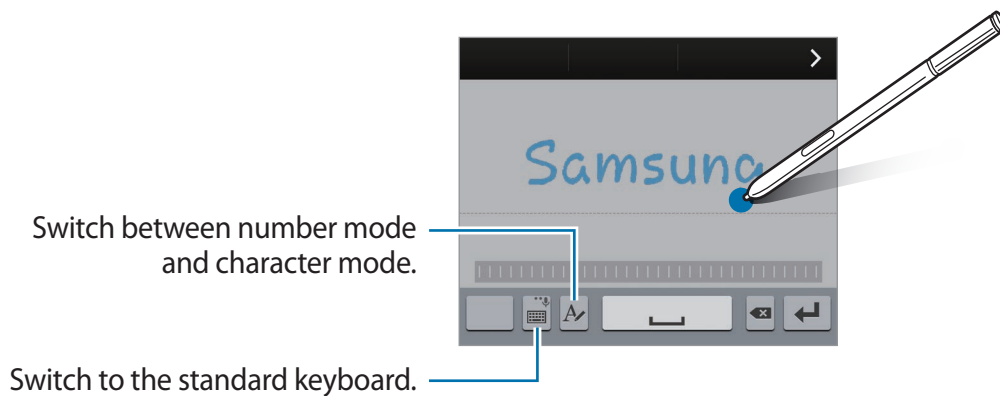 Samsung
Switch between number mode
and character mode.
A
Switch to the standard keyboard.